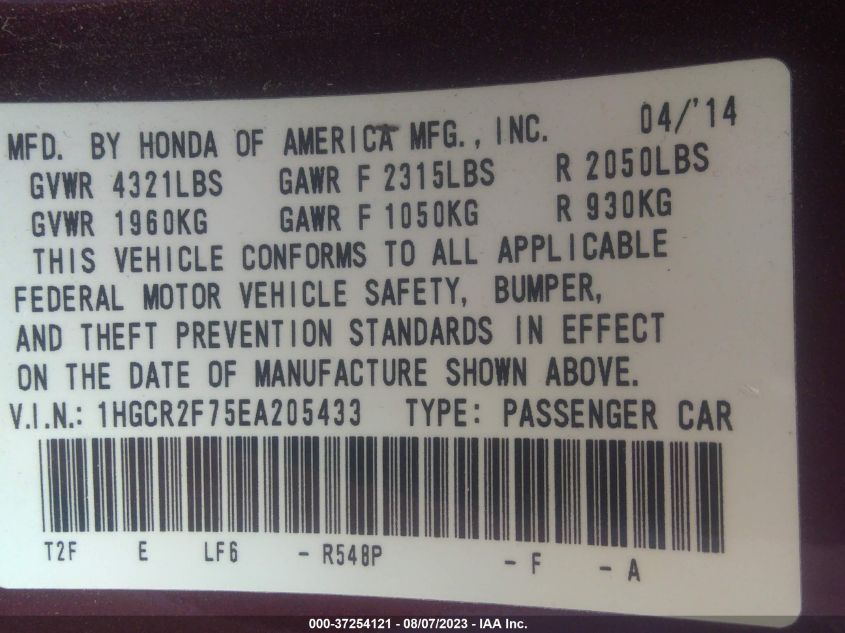 MFD. BY HONDA OF AMERICA MFG., INC. 04/'14
GVWR 4321LBS GAWR F 2315LBS R 2050LBS
GVWR 1960KG GAWR F 1050KG R 930KG
THIS VEHICLE CONFORMS TO ALL APPLICABLE
FEDERAL MOTOR VEHICLE SAFETY, BUMPER,
AND THEFT PREVENTION STANDARDS IN EFFECT
ON THE DATE OF MANUFACTURE SHOWN ABOVE.
V.I.N.: 1HGCR2F75EA205433 TYPE: PASSENGER CAR
T2F E LF6 - R548P - F - A
000-37254121 - 08/07/2023 - IAA Inc.